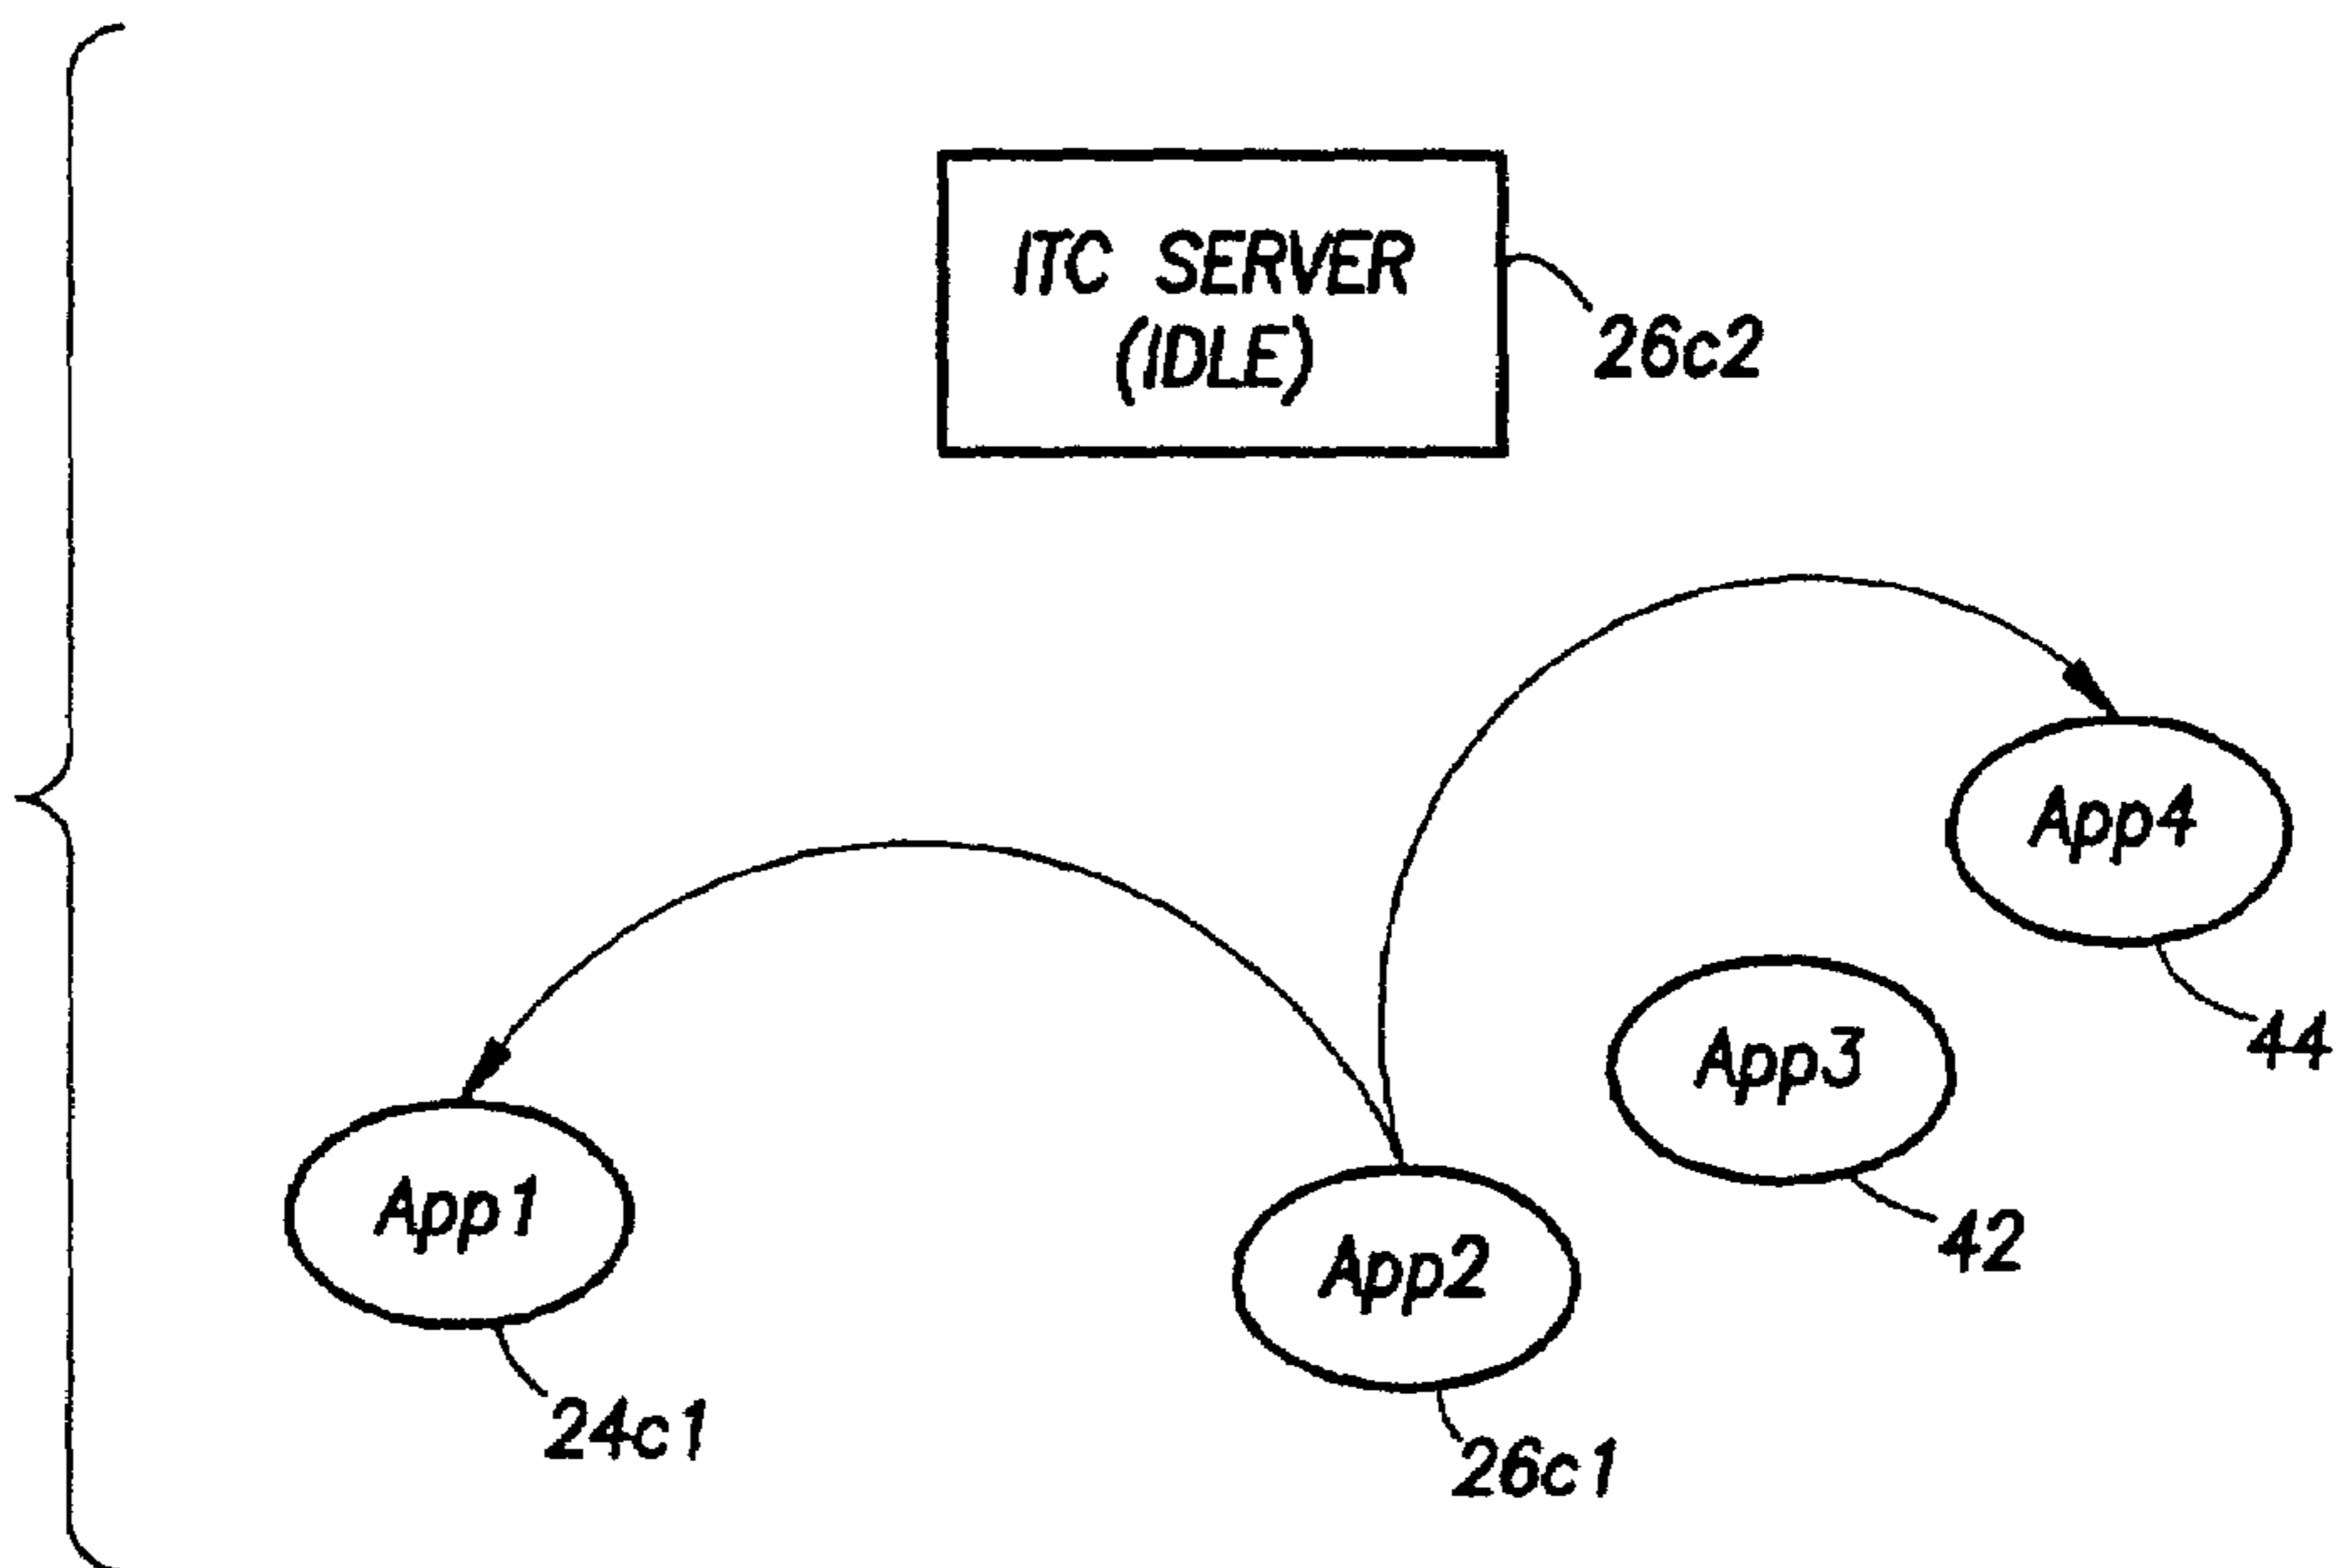 ITC SERVER
(IDLE)
26c2
App4
44
App3
42
App1
24c1
App2
26c1